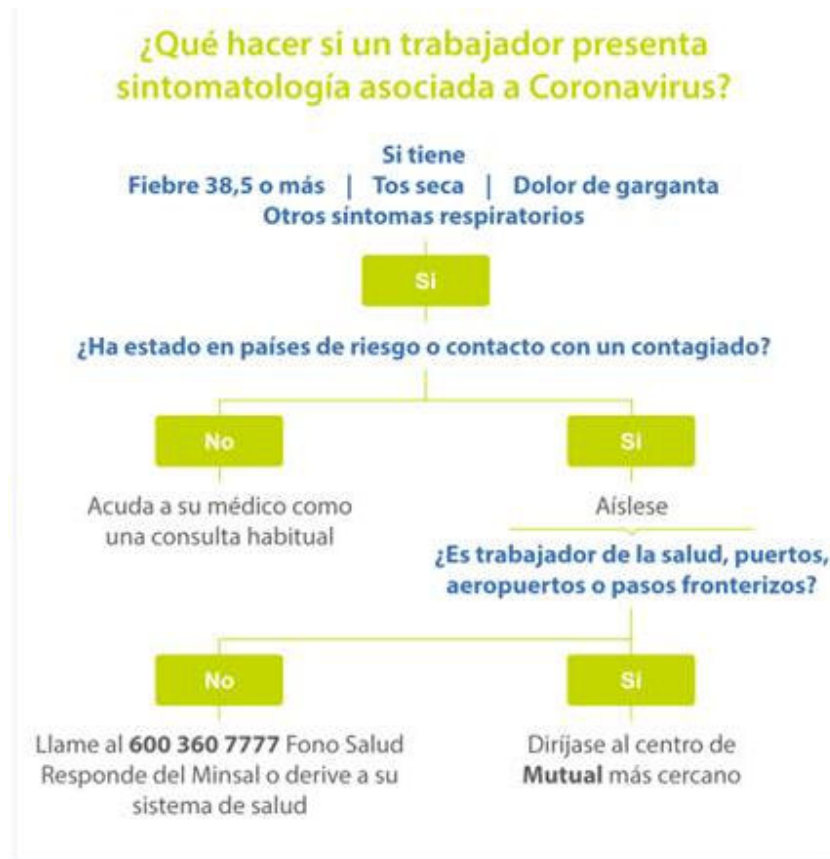 ¿Qué hacer si un trabajador presenta
sintomatología asociada a Coronavirus?
Si tiene
Fiebre 38,5 o más | Tos seca | Dolor de garganta
Otros síntomas respiratorios
Si
¿Ha estado en países de riesgo o contacto con un contagiado?
No
Si
Acuda a su médico como
una consulta habitual
Aíslese
¿Es trabajador de la salud, puertos,
aeropuertos o pasos fronterizos?
No
Si
Llame al 600 360 7777 Fono Salud
Responde del Minsal o derive a su
sistema de salud
Diríjase al centro de
Mutual más cercano